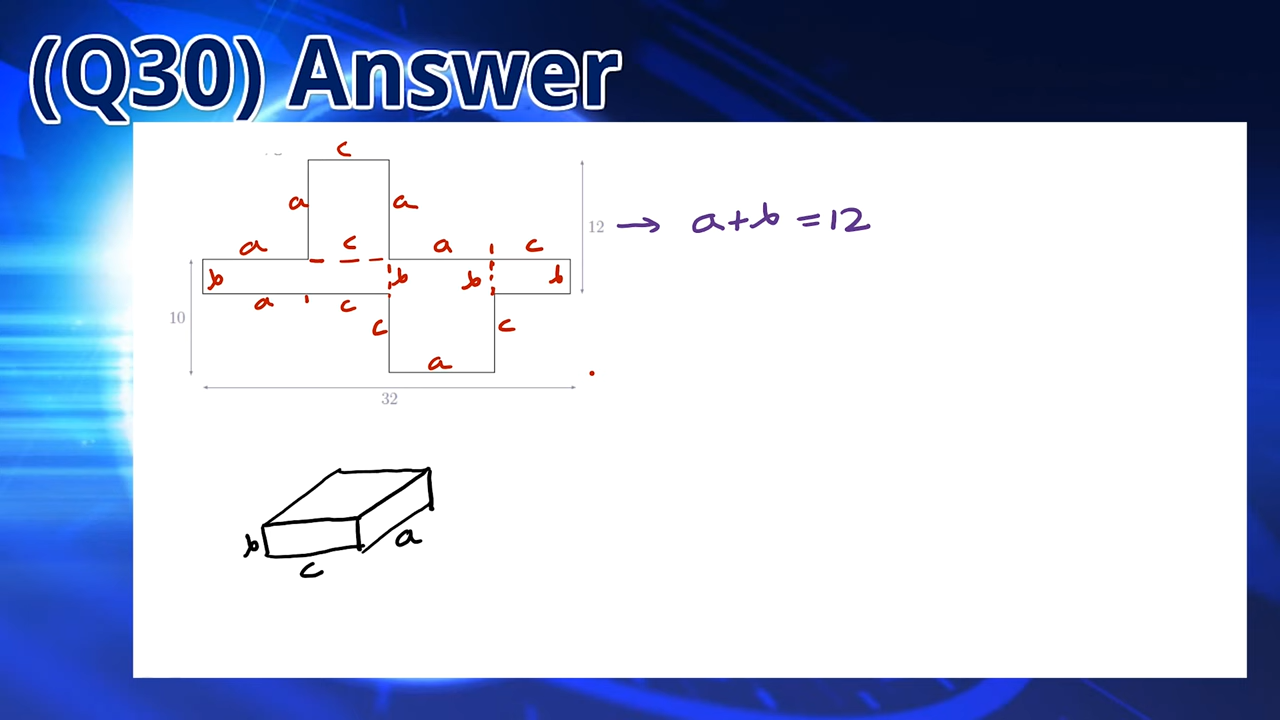 (Q30) Answer
c
a a
12 → a+b = 12
a c a c
b b b b
a c
10
c c
a
32
b
a
c